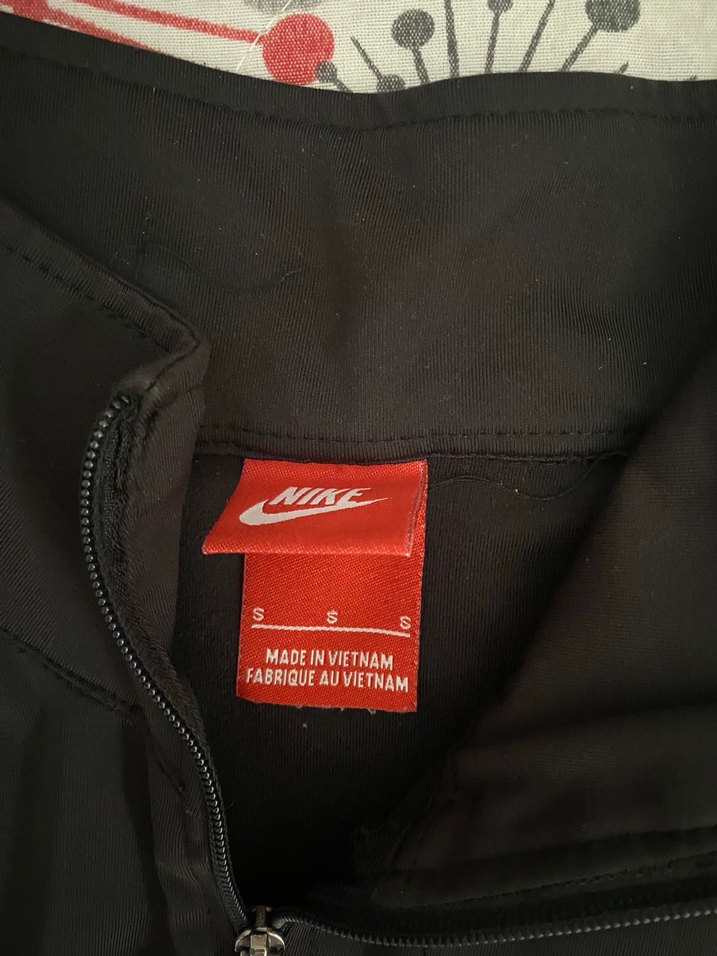 NIKE
S S S
MADE IN VIETNAM
FABRIQUE AU VIETNAM